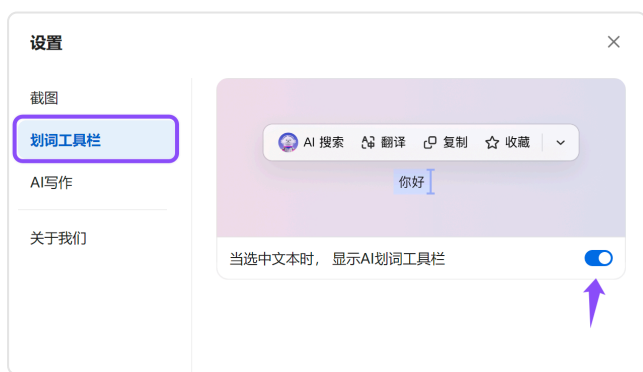 设置
截图
划词工具栏
AI写作
关于我们
AI 搜索 翻译 复制 收藏
你好
当选中文本时， 显示AI划词工具栏